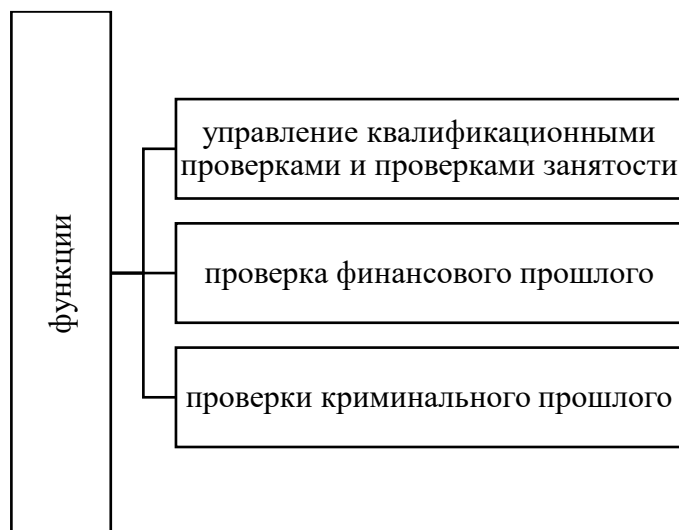 функции
управление квалификационными
проверками и проверками занятости
проверка финансового прошлого
проверки криминального прошлого